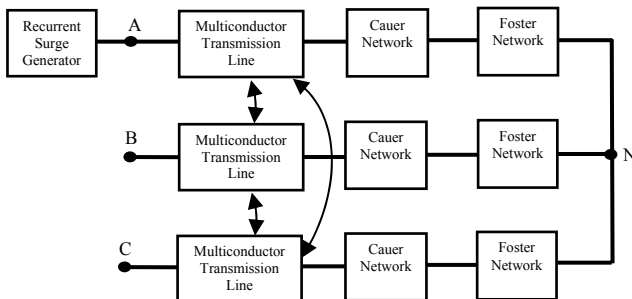 Recurrent
Surge
Generator
A
Multiconductor
Transmission
Line
Cauer
Network
Foster
Network
B
Multiconductor
Transmission
Line
Cauer
Network
Foster
Network
N
C
Multiconductor
Transmission
Line
Cauer
Network
Foster
Network